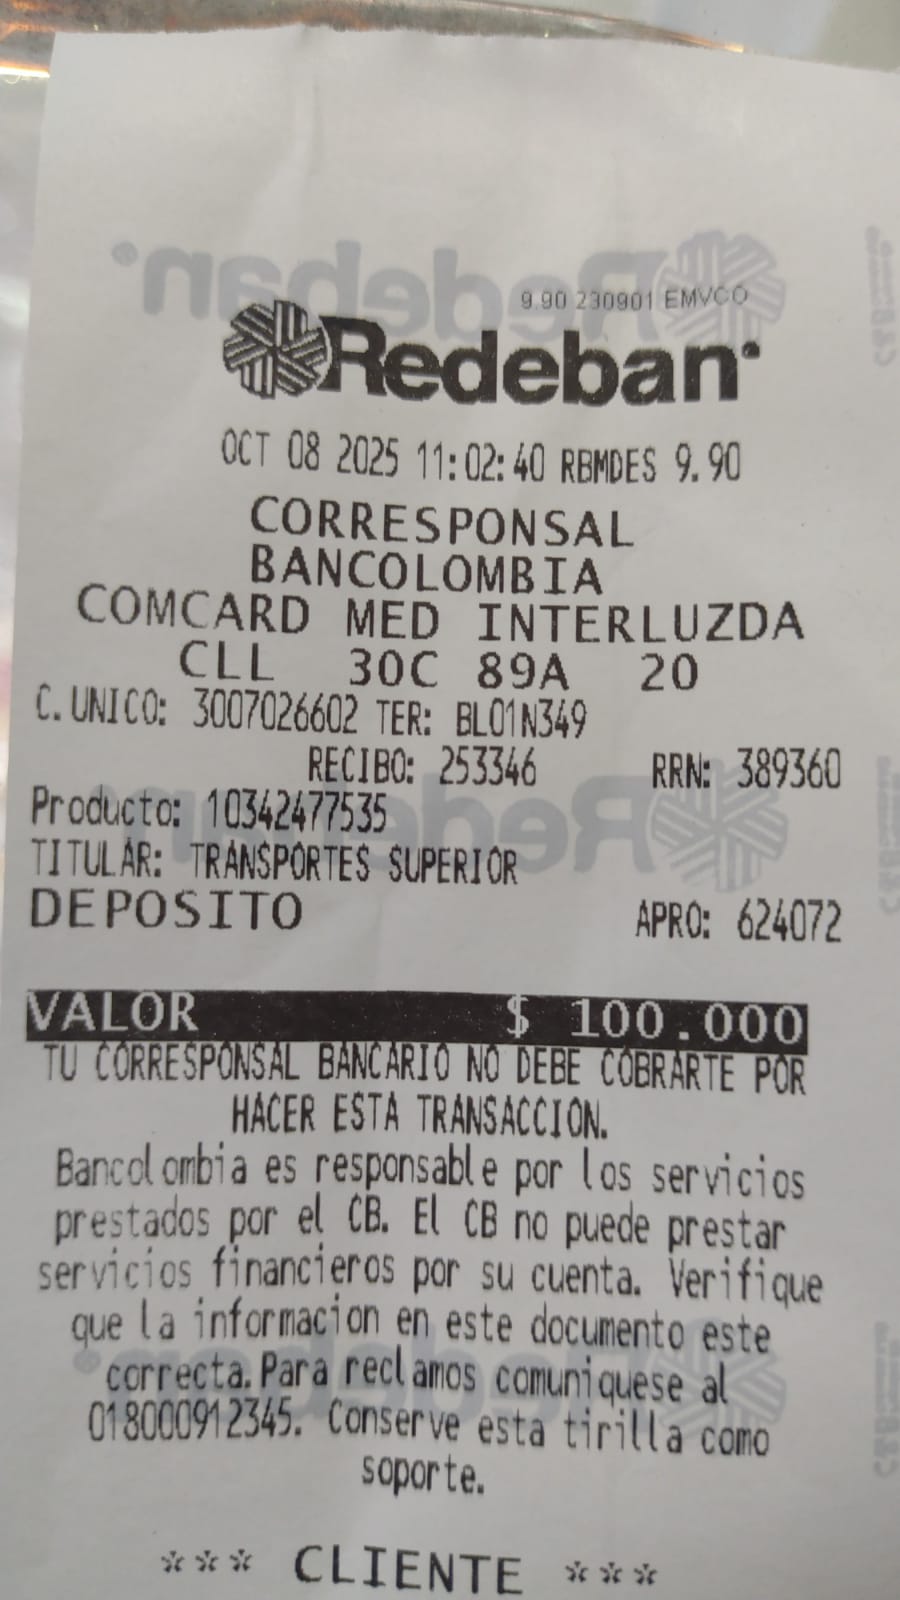 9.90 230901 EMVCO
Redeban
OCT 08 2025 11:02:40 RBMDES 9.90
CORRESPONSAL
BANCOLOMBIA
COMCARD MED INTERLUZDA
CLL 30C 89A 20
C.UNICO: 3007026602 TER: BL01N349
RECIBO: 253346 RRN: 389360
Producto: 10342477535
TITULAR: TRANSPORTES SUPERIOR
DEPOSITO APRO: 624072
VALOR $ 100.000
TU CORRESPONSAL BANCARIO NO DEBE COBRARTE POR
HACER ESTA TRANSACCION.
Bancolombia es responsable por los servicios
prestados por el CB. El CB no puede prestar
servicios financieros por su cuenta. Verifique
que la informacion en este documento este
correcta. Para reclamos comuniquese al
018000912345. Conserve esta tirilla como
soporte.
*** CLIENTE ***